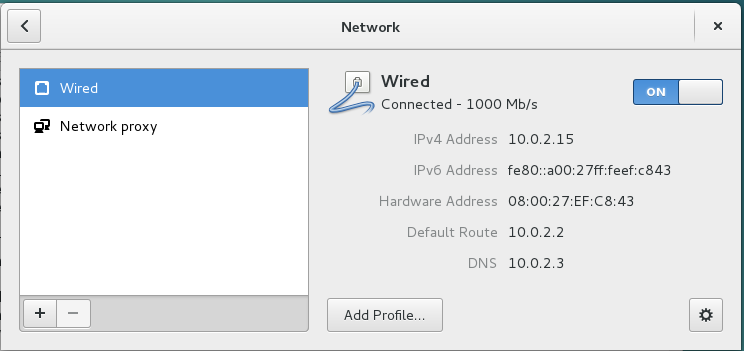 Network
Wired
Network proxy
Wired
Connected - 1000 Mb/s
ON
IPv4 Address 10.0.2.15
IPv6 Address fe80::a00:27ff:feef:c843
Hardware Address 08:00:27:EF:C8:43
Default Route 10.0.2.2
DNS 10.0.2.3
Add Profile...